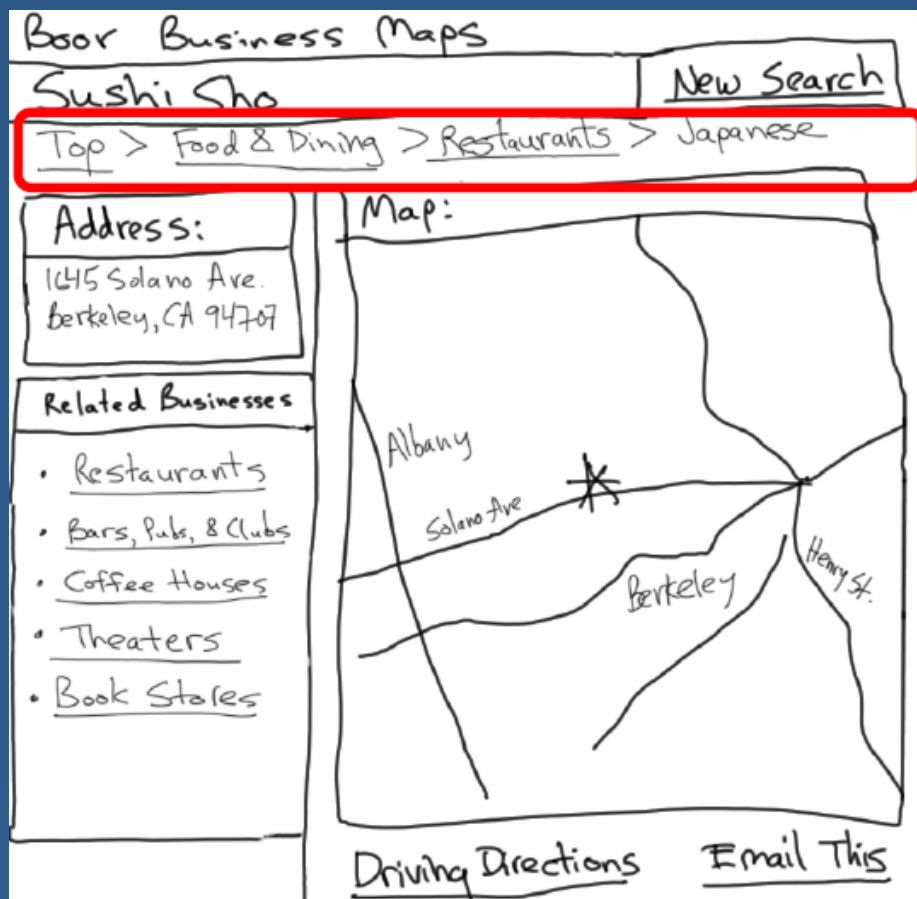 Boor Business Maps
Sushi Sho
New Search
Top > Food & Dining > Restaurants > Japanese
Address:
1645 Solano Ave.
Berkeley, CA 94707
Related Businesses
• Restaurants
• Bars, Pubs, & Clubs
• Coffee Houses
• Theaters
• Book Stores
Map:
Albany
Solano Ave
Berkeley
Henry St.
Driving Directions
Email This